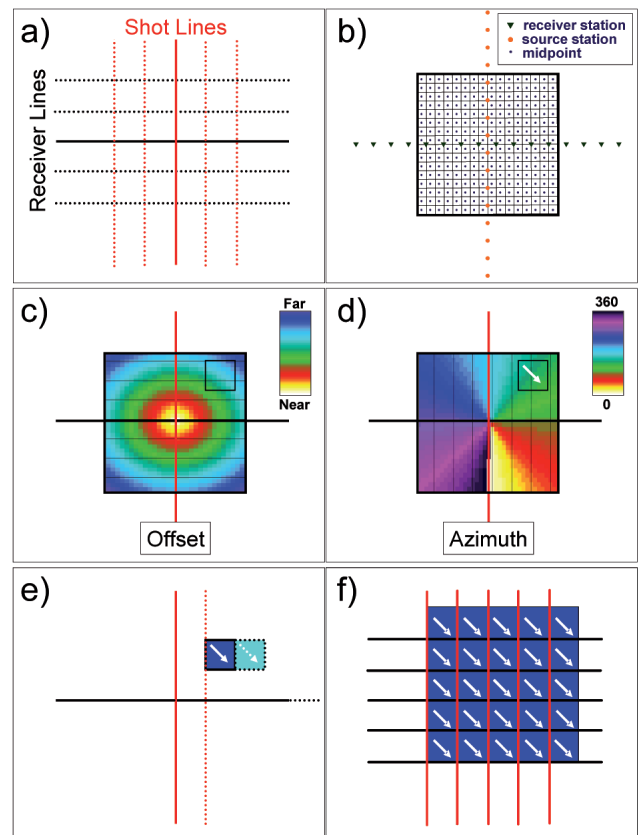 a)
Shot Lines
Receiver Lines
b)
receiver station
source station
midpoint
c)
Far
Near
Offset
d)
360
0
Azimuth
e)
f)